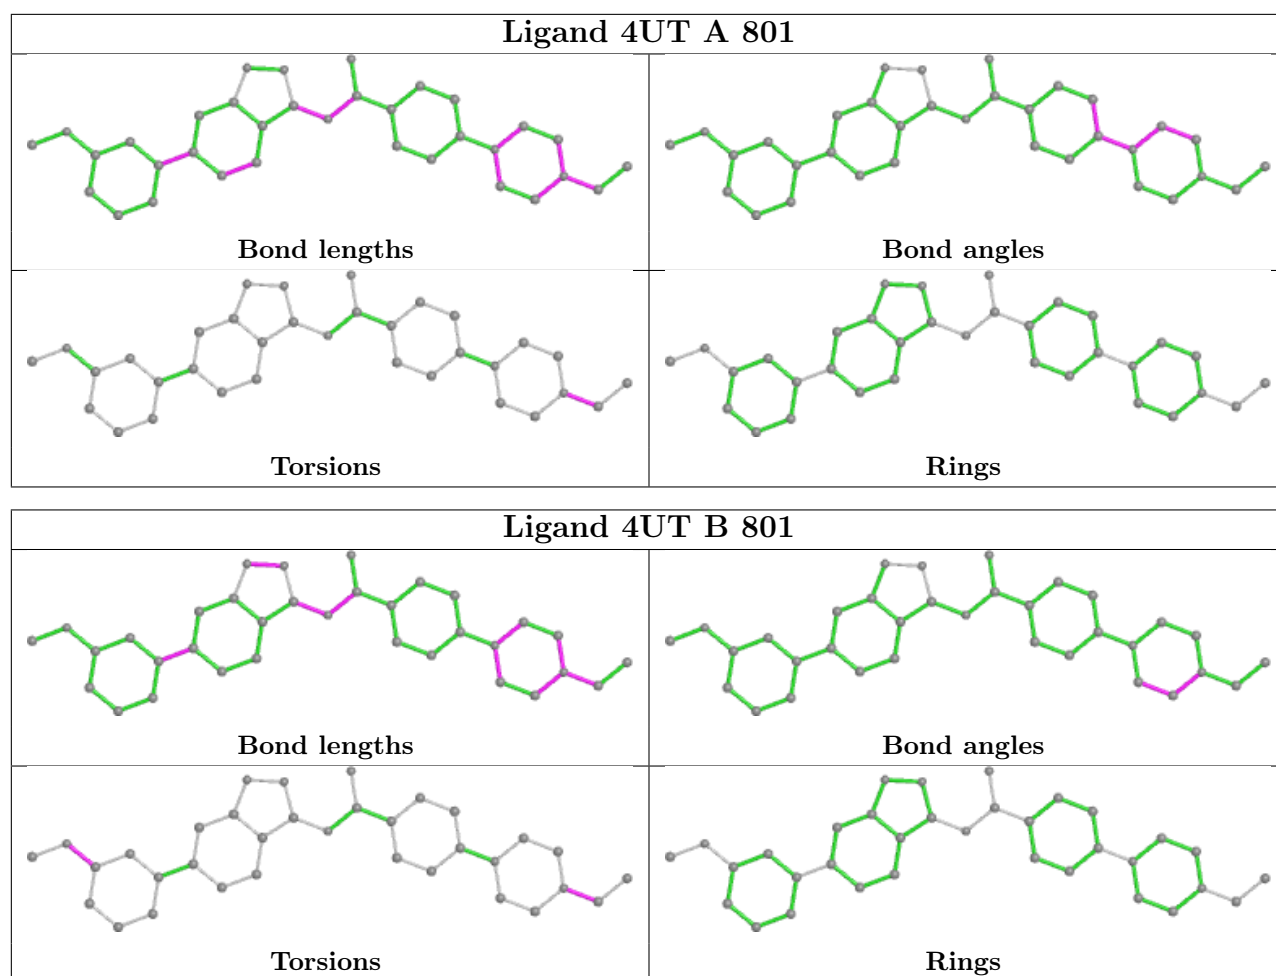 Ligand 4UT A 801
Bond lengths
Bond angles
Torsions
Rings
Ligand 4UT B 801
Bond lengths
Bond angles
Torsions
Rings